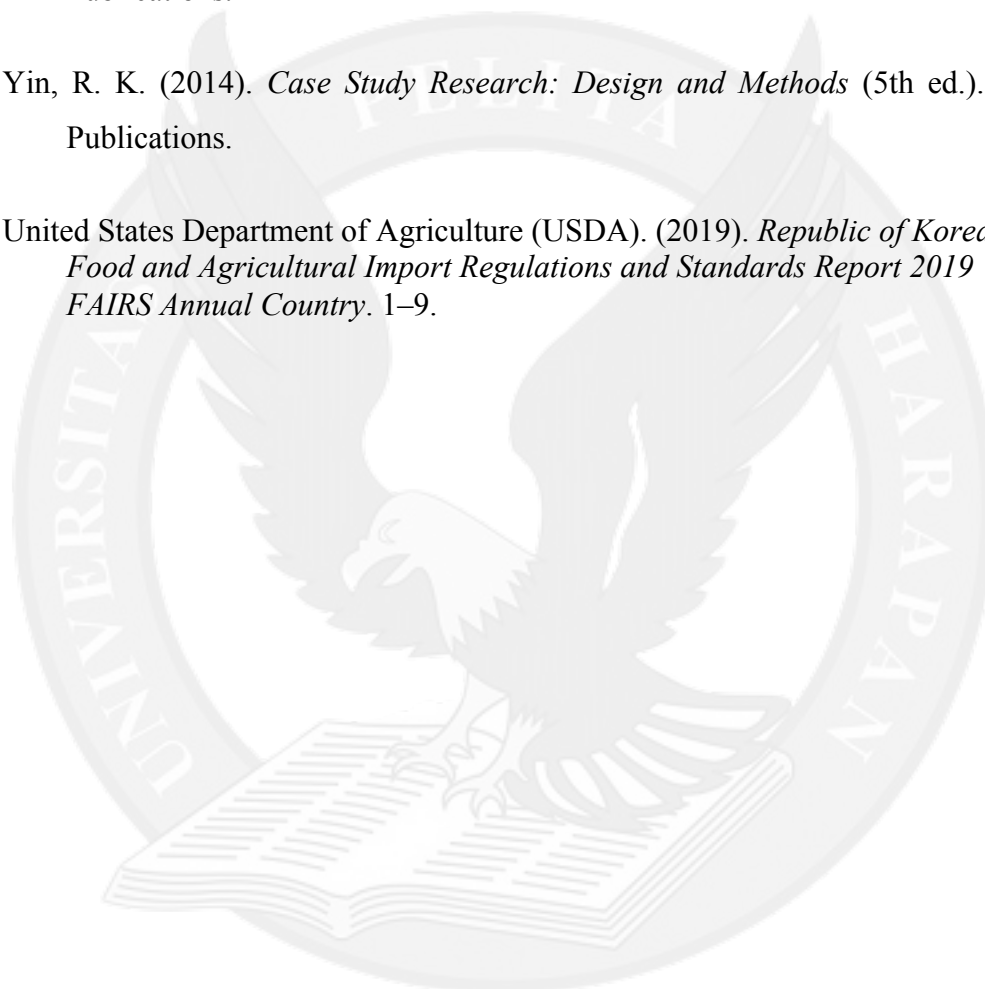 Publications.
Yin, R. K. (2014). Case Study Research: Design and Methods (5th ed.).
Publications.
United States Department of Agriculture (USDA). (2019). Republic of Korea
Food and Agricultural Import Regulations and Standards Report 2019
FAIRS Annual Country. 1–9.
UNIVERSITAS PELITA HARAPAN